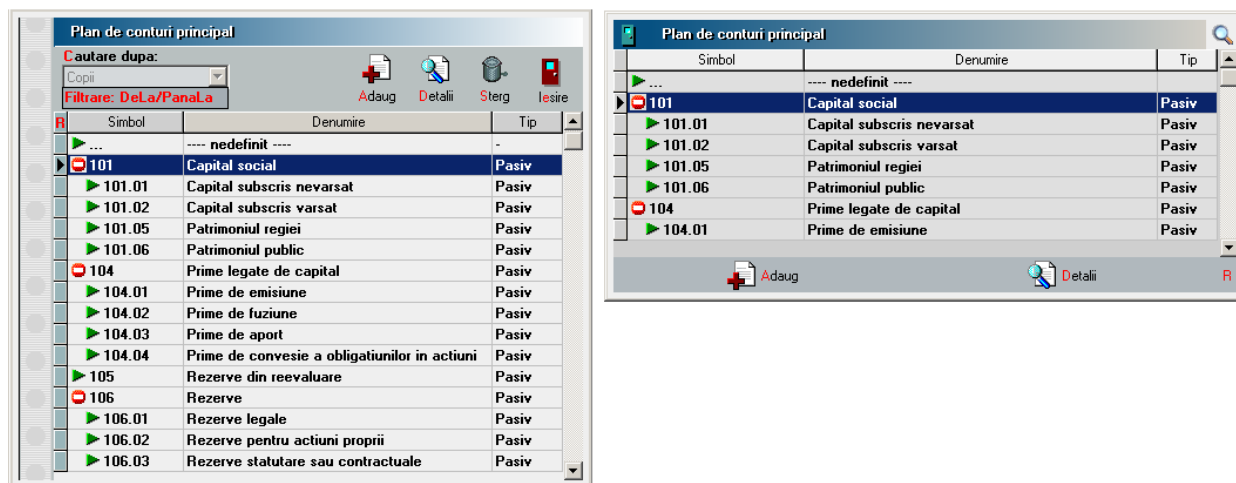 Plan de conturi principal
Cautare dupa:
Copii
Filtrare: DeLa/PanaLa
Adaug Detalii Sterg Iesire
R Simbol Denumire Tip
... ---- nedefinit ---- -
101 Capital social Pasiv
101.01 Capital subscris nevarsat Pasiv
101.02 Capital subscris varsat Pasiv
101.05 Patrimoniul regiei Pasiv
101.06 Patrimoniul public Pasiv
104 Prime legate de capital Pasiv
104.01 Prime de emisiune Pasiv
104.02 Prime de fuziune Pasiv
104.03 Prime de aport Pasiv
104.04 Prime de convesie a obligatiunilor in actiuni Pasiv
105 Rezerve din reevaluare Pasiv
106 Rezerve Pasiv
106.01 Rezerve legale Pasiv
106.02 Rezerve pentru actiuni proprii Pasiv
106.03 Rezerve statutare sau contractuale Pasiv
Plan de conturi principal
Simbol Denumire Tip
... ---- nedefinit ----
101 Capital social Pasiv
101.01 Capital subscris nevarsat Pasiv
101.02 Capital subscris varsat Pasiv
101.05 Patrimoniul regiei Pasiv
101.06 Patrimoniul public Pasiv
104 Prime legate de capital Pasiv
104.01 Prime de emisiune Pasiv
Adaug Detalii R